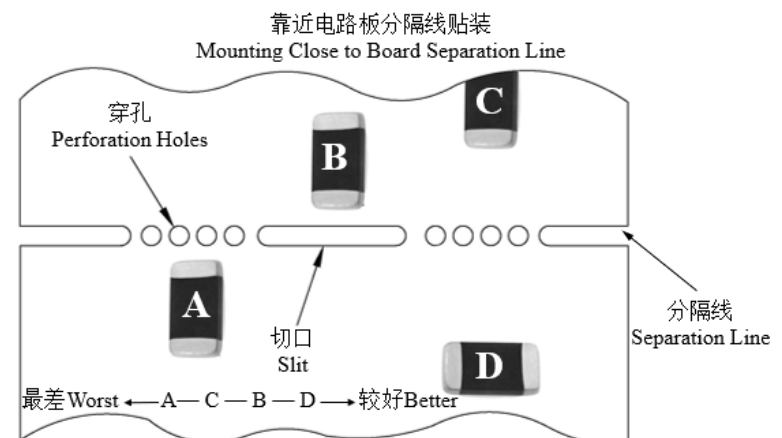 靠近电路板分隔线贴装
Mounting Close to Board Separation Line
穿孔
Perforation Holes
C
B
A
切口
Slit
分隔线
Separation Line
D
最差Worst A — C — B — D 较好Better